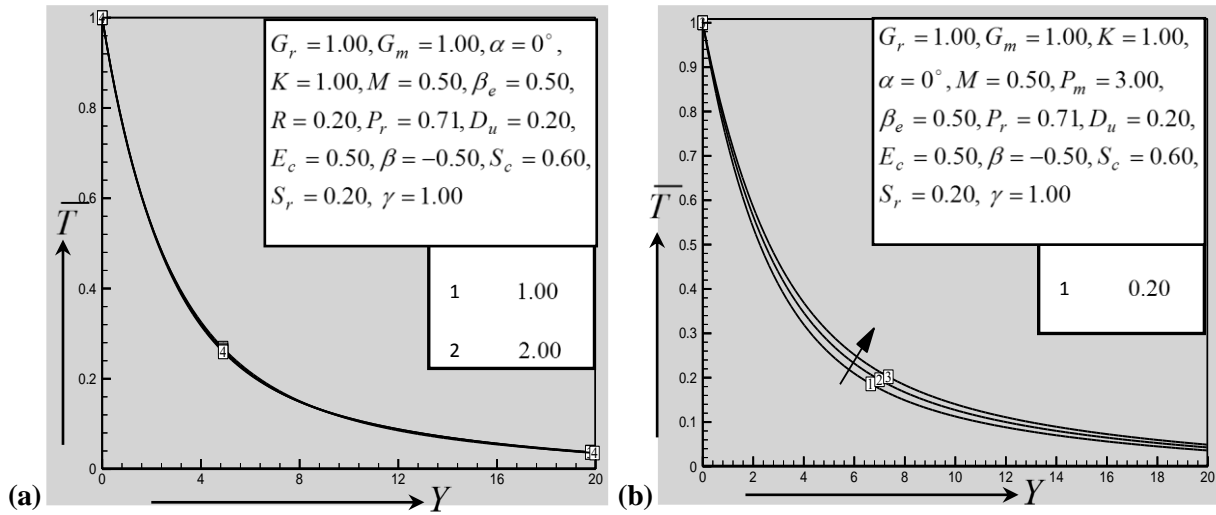 G_r = 1.00, G_m = 1.00, α = 0°,
K = 1.00, M = 0.50, β_e = 0.50,
R = 0.20, P_r = 0.71, D_u = 0.20,
E_c = 0.50, β = −0.50, S_c = 0.60,
S_r = 0.20, γ = 1.00
1 1.00
2 2.00
1
0.8
0.6
0.4
0.2
0
0 4 8 12 16 20
4
4
4
T̄
Y
(a)
G_r = 1.00, G_m = 1.00, K = 1.00,
α = 0°, M = 0.50, P_m = 3.00,
β_e = 0.50, P_r = 0.71, D_u = 0.20,
E_c = 0.50, β = −0.50, S_c = 0.60,
S_r = 0.20, γ = 1.00
1 0.20
1
0.9
0.8
0.7
0.6
0.5
0.4
0.3
0.2
0.1
0
0 2 4 6 8 10 12 14 16 18 20
1 2 3
T̄
Y
(b)